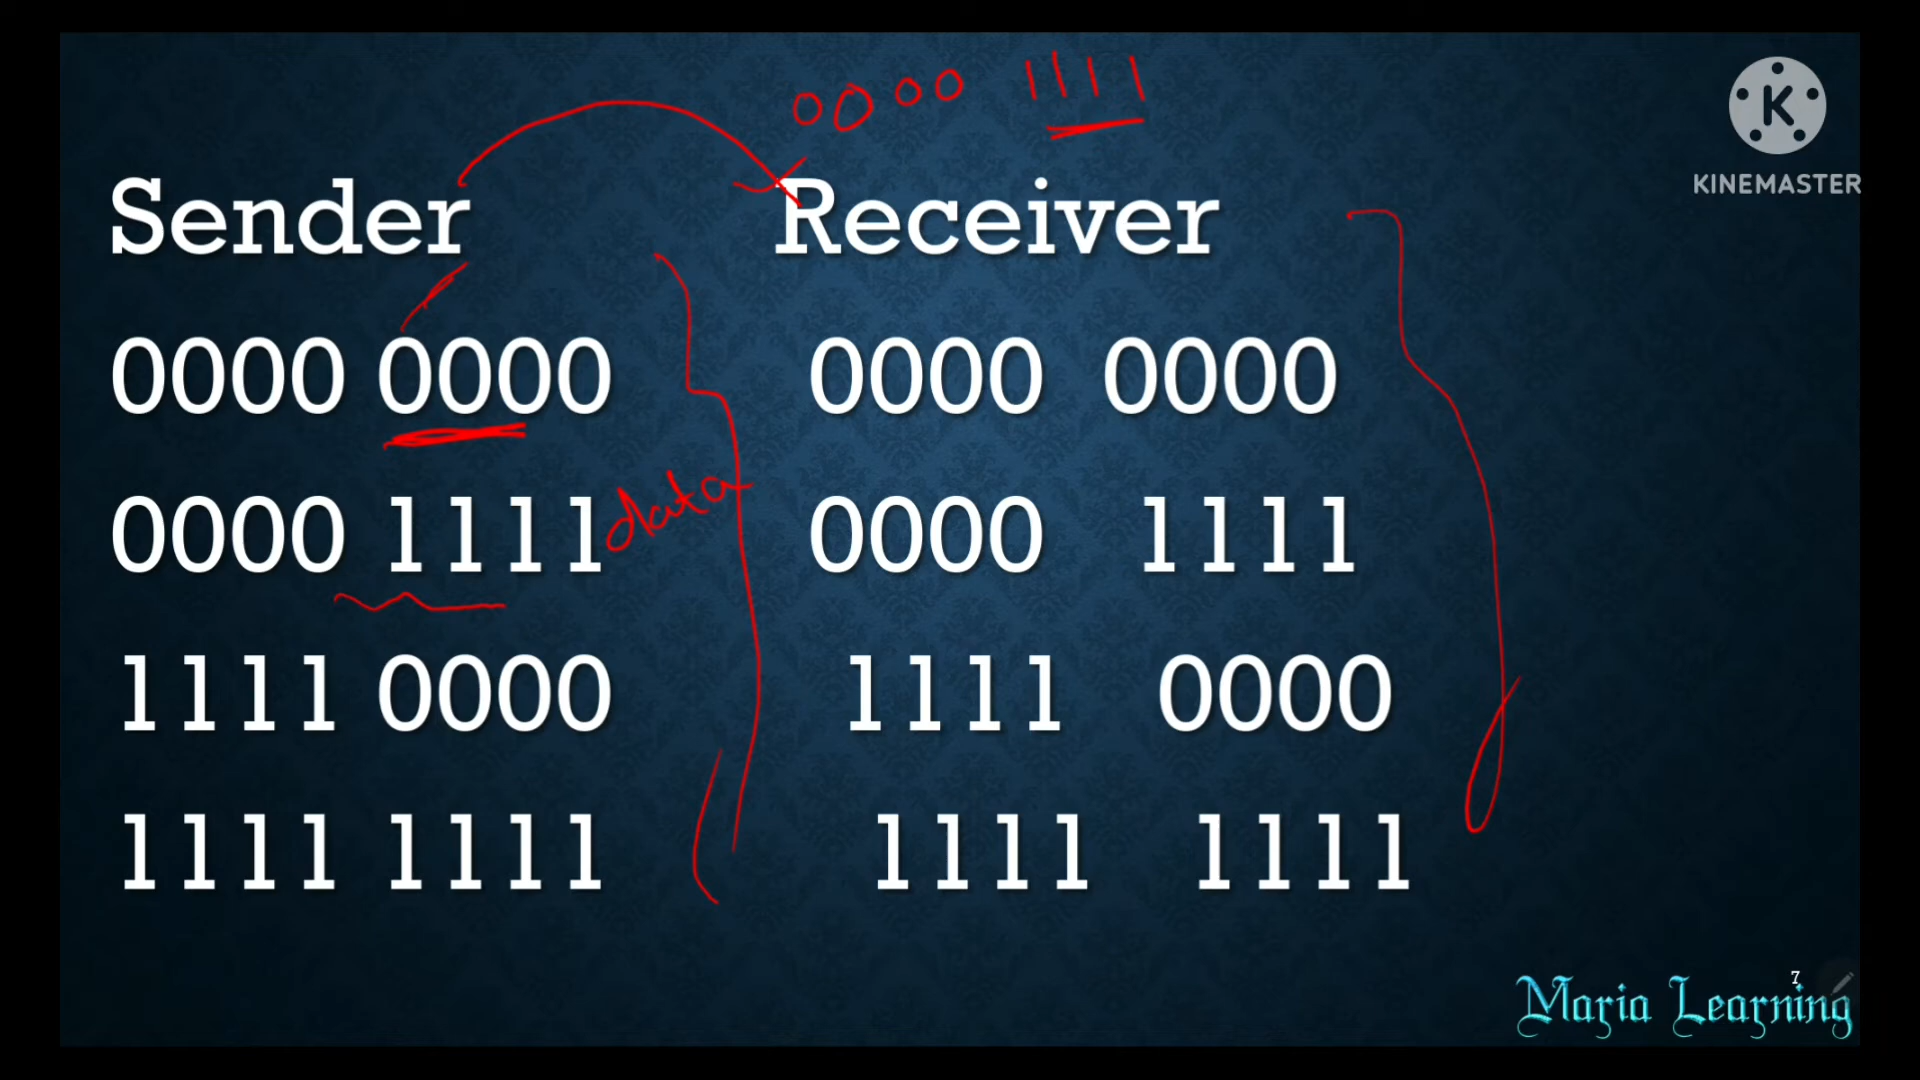 0000 1111
KINEMASTER
Sender Receiver
0000 0000 0000 0000
0000 1111 data 0000 1111
1111 0000 1111 0000
1111 1111 1111 1111
7
Maria Learning